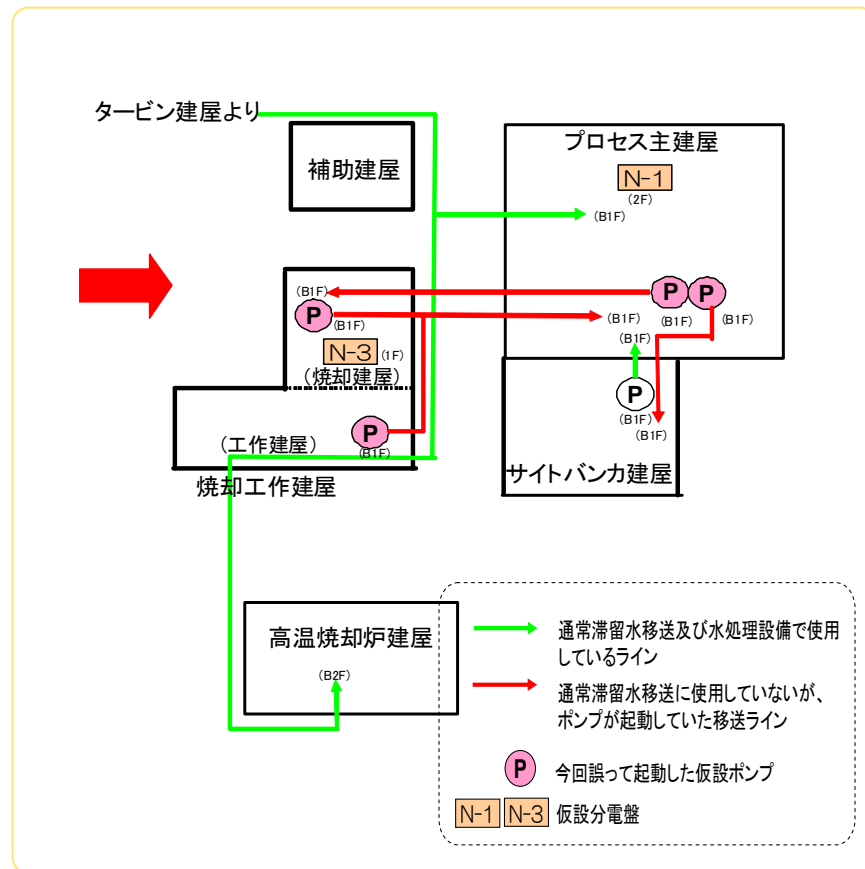 タービン建屋より
補助建屋
プロセス主建屋
N-1
(2F)
(B1F)
(B1F)
P
(B1F)
N-3
(1F)
(焼却建屋)
P
P
(B1F)
(B1F)
(B1F)
(B1F)
P
(B1F)
(B1F)
サイトバンカ建屋
(工作建屋)
P
(B1F)
焼却工作建屋
高温焼却炉建屋
(B2F)
通常滞留水移送及び水処理設備で使用
しているライン
通常滞留水移送に使用していないが、
ポンプが起動していた移送ライン
P
今回誤って起動した仮設ポンプ
N-1 N-3 仮設分電盤